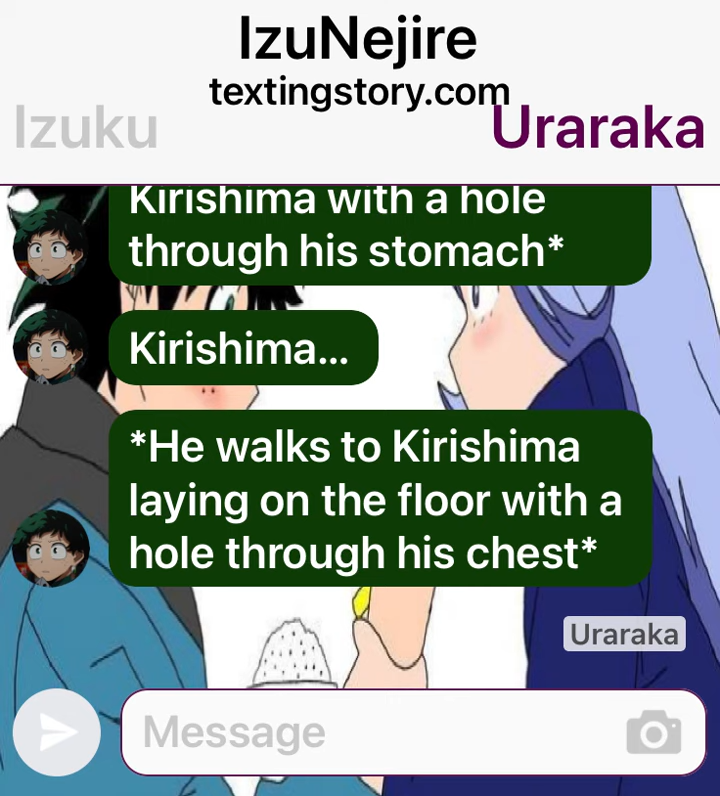 IzuNejire
textingstory.com
Izuku
Uraraka
Kirishima with a hole
through his stomach*
Kirishima...
*He walks to Kirishima
laying on the floor with a
hole through his chest*
Uraraka
Message